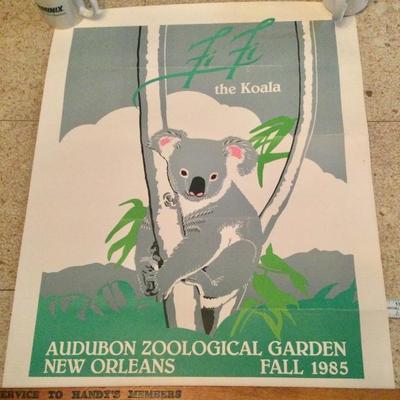 Fi Fi
the Koala
AUDUBON ZOOLOGICAL GARDEN
NEW ORLEANS FALL 1985
SERVICE TO HANDY'S MEMBERS